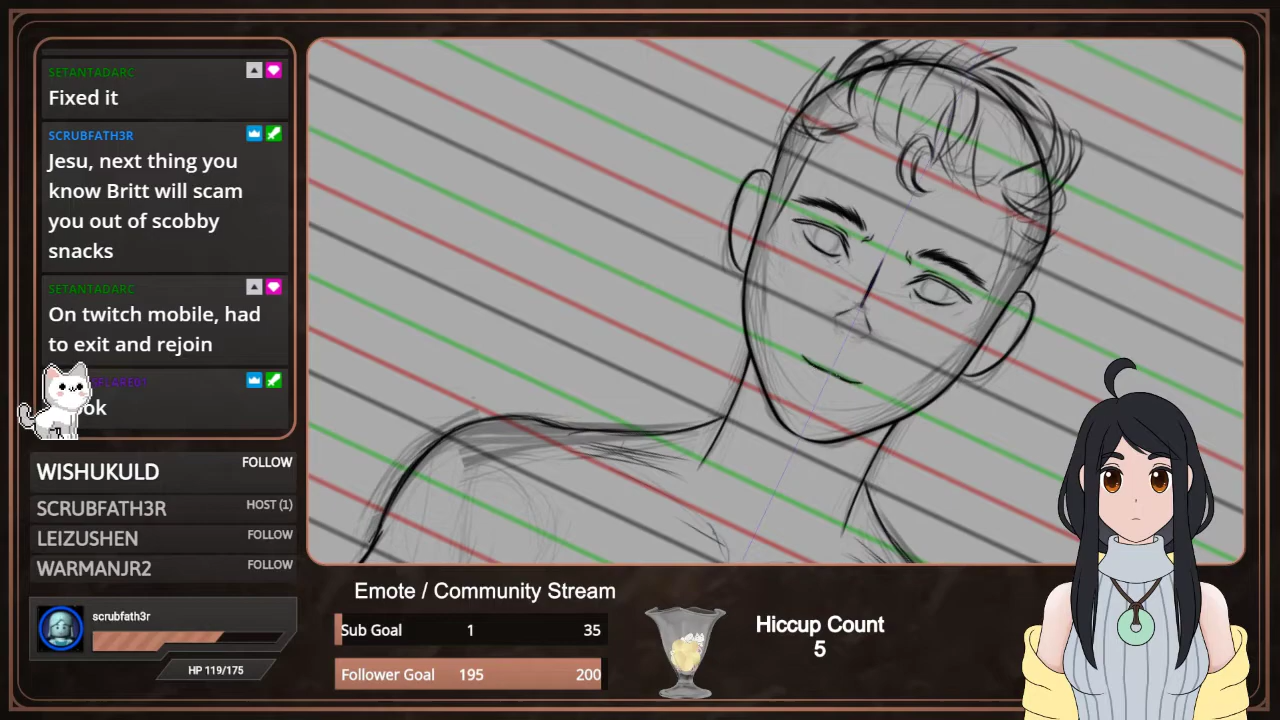 SETANTADARC
Fixed it
SCRUBFATH3R
Jesu, next thing you
know Britt will scam
you out of scobby
snacks
SETANTADARC
On twitch mobile, had
to exit and rejoin
WISHUKULD FOLLOW
SCRUBFATH3R HOST (1)
LEIZUSHEN FOLLOW
WARMANJR2 FOLLOW
scrubfath3r
HP 119/175
Emote / Community Stream
Sub Goal 1 35
Follower Goal 195 200
Hiccup Count
5